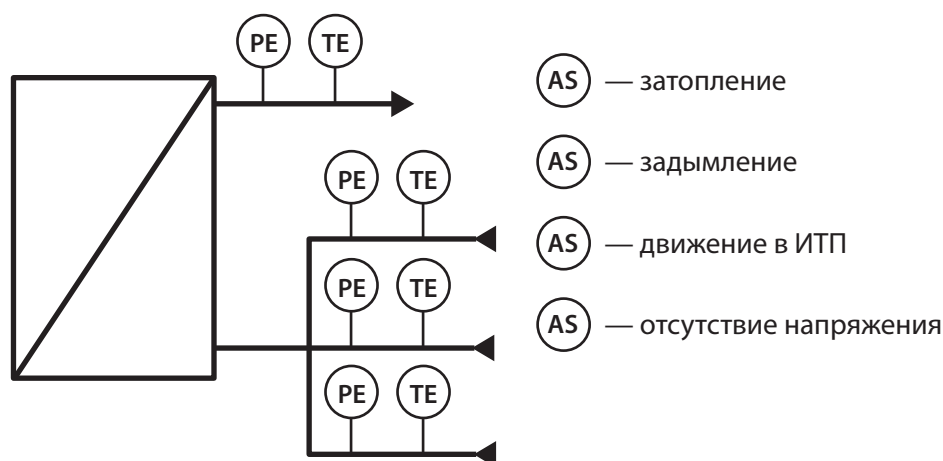 PE TE
AS — затопление
PE TE
AS — задымление
AS — движение в ИТП
PE TE
AS — отсутствие напряжения
PE TE